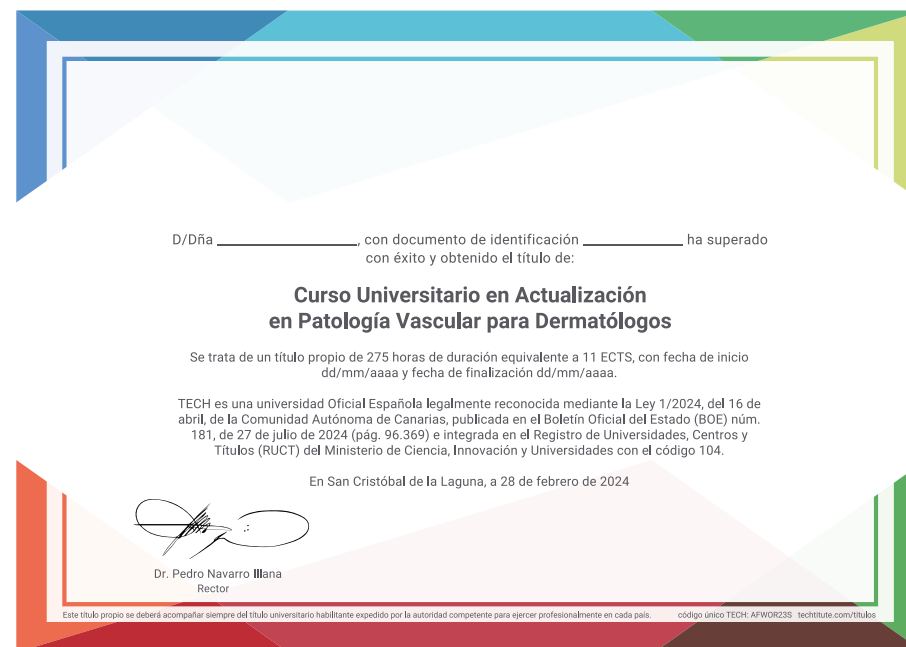 D/Dña ____________________, con documento de identificación ______________ ha superado
con éxito y obtenido el título de:
Curso Universitario en Actualización
en Patología Vascular para Dermatólogos
Se trata de un título propio de 275 horas de duración equivalente a 11 ECTS, con fecha de inicio
dd/mm/aaaa y fecha de finalización dd/mm/aaaa.
TECH es una universidad Oficial Española legalmente reconocida mediante la Ley 1/2024, del 16 de
abril, de la Comunidad Autónoma de Canarias, publicada en el Boletín Oficial del Estado (BOE) núm.
181, de 27 de julio de 2024 (pág. 96.369) e integrada en el Registro de Universidades, Centros y
Títulos (RUCT) del Ministerio de Ciencia, Innovación y Universidades con el código 104.
En San Cristóbal de la Laguna, a 28 de febrero de 2024
Dr. Pedro Navarro Illana
Rector
Este título propio se deberá acompañar siempre del título universitario habilitante expedido por la autoridad competente para ejercer profesionalmente en cada país. código único TECH: AFWOR23S techtitute.com/titulos